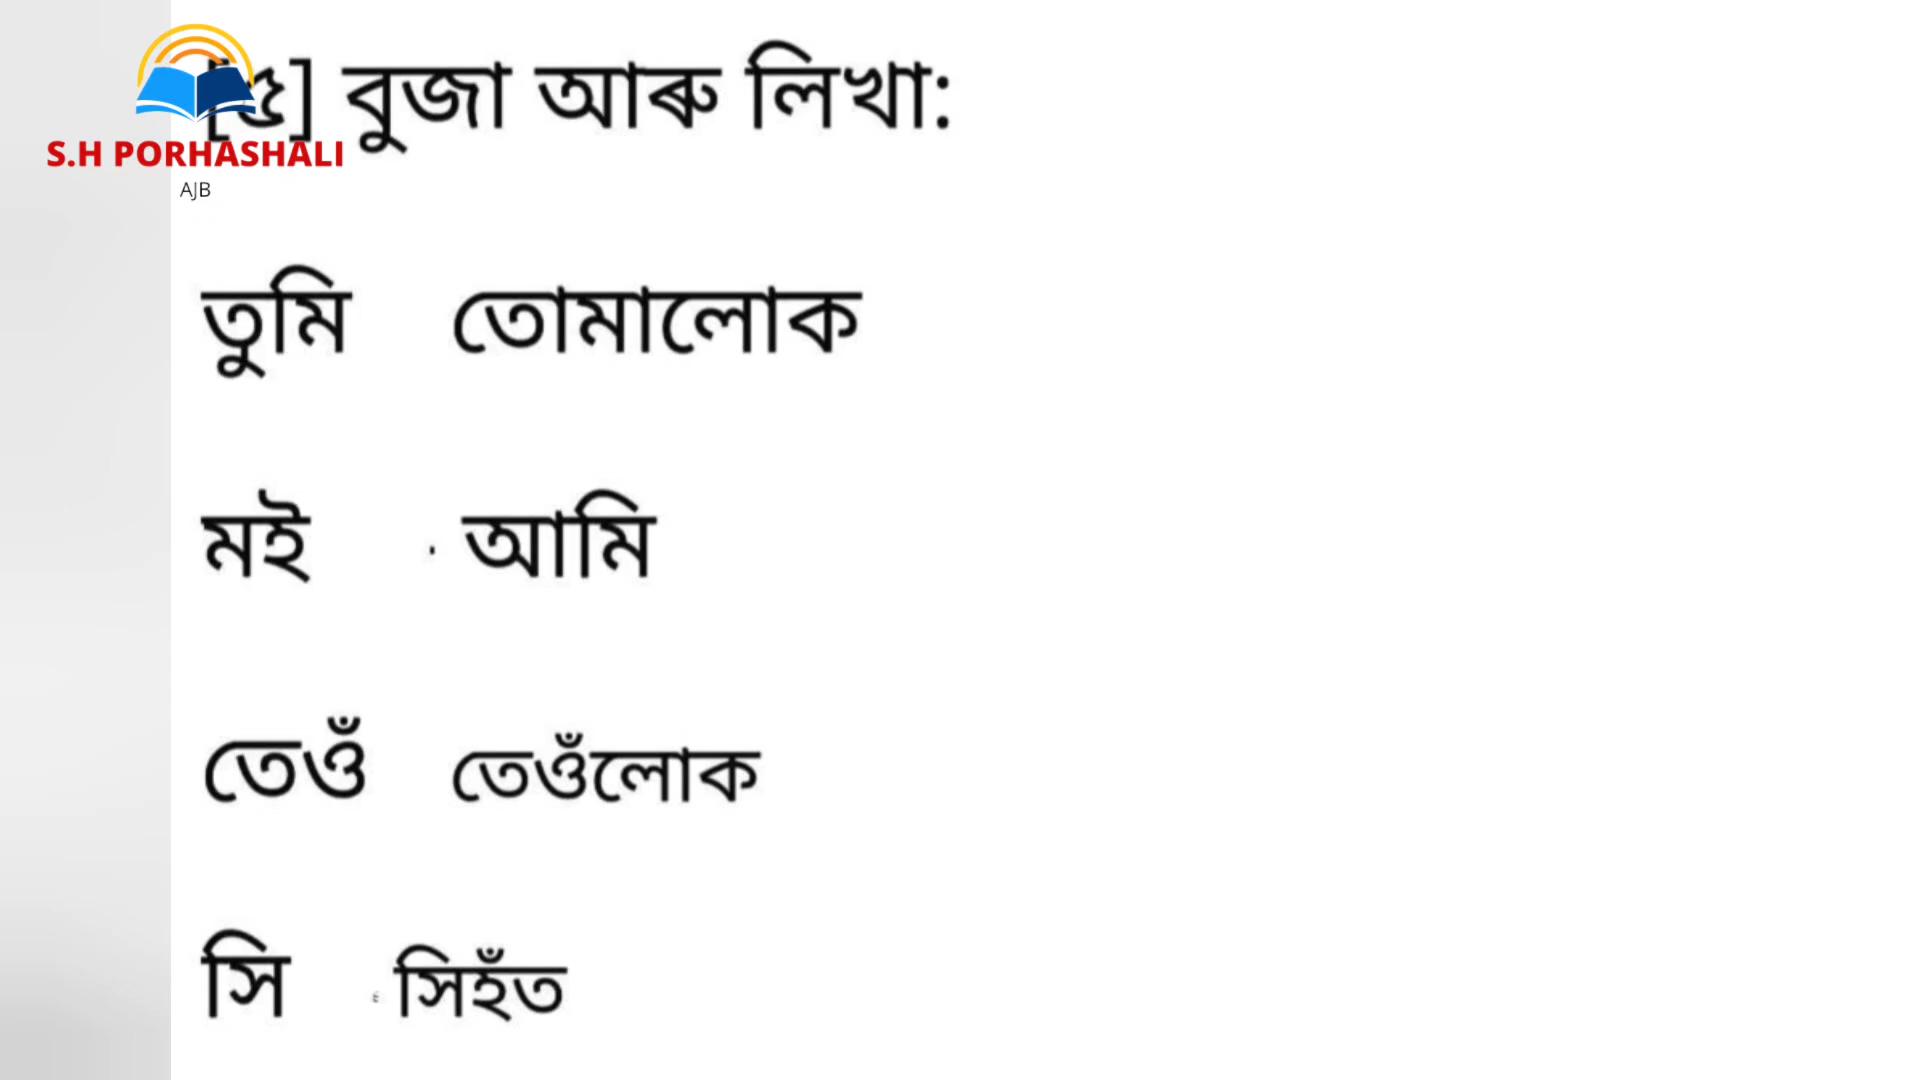 [৫] বুজা আৰু লিখা:
S.H PORHASHALI
AJB
তুমি তোমালোক
মই আমি
তেওঁ তেওঁলোক
সি সিহঁত